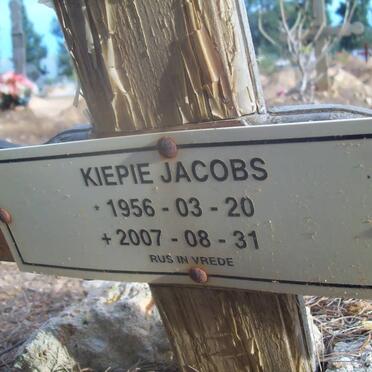 KIEPIE JACOBS
* 1956 - 03 - 20
+ 2007 - 08 - 31
RUS IN VREDE